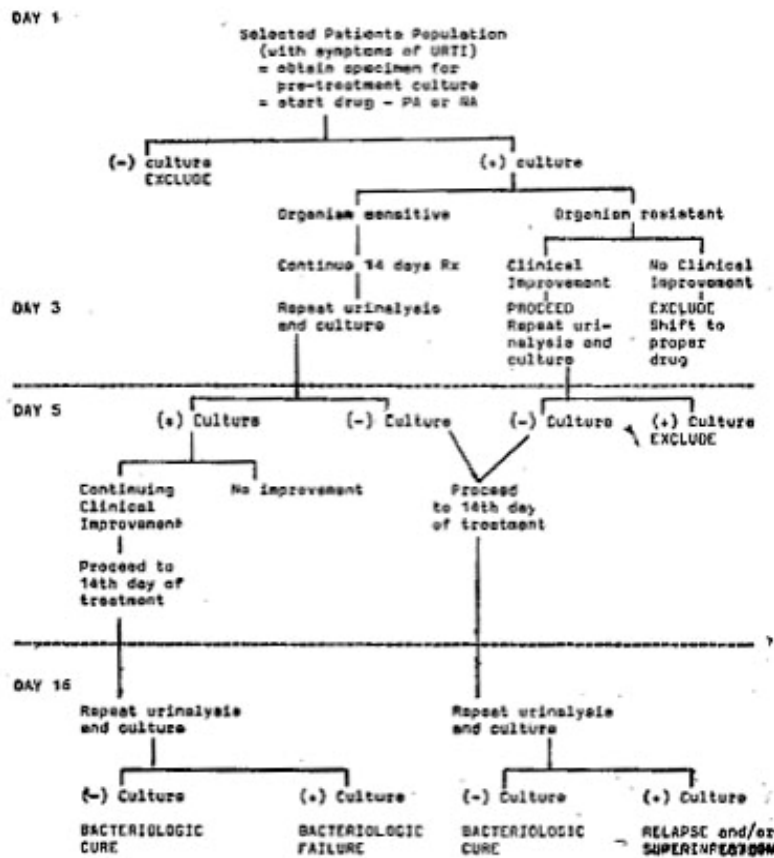 DAY 1
Selected Patients Population
(with symptoms of URTI)
= obtain specimen for
pre-treatment culture
= start drug - PA or NA
(-) culture
EXCLUDE
(+) culture
Organism sensitive
Organism resistant
Continue 14 days Rx
Clinical
Improvement
No Clinical
Improvement
DAY 3
Repeat urinalysis
and culture
PROCEED
Repeat uri-
nalysis and
culture
EXCLUDE
Shift to
proper
drug
DAY 5
(+) Culture
(-) Culture
(-) Culture
(+) Culture
EXCLUDE
Continuing
Clinical
Improvement
No improvement
Proceed
to 14th day
of treatment
Proceed to
14th day of
treatment
DAY 16
Repeat urinalysis
and culture
Repeat urinalysis
and culture
(-) Culture
(+) Culture
(-) Culture
(+) Culture
BACTERIOLOGIC
CURE
BACTERIOLOGIC
FAILURE
BACTERIOLOGIC
CURE
RELAPSE and/or